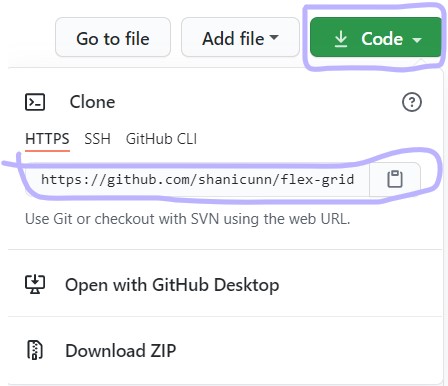 Go to file Add file Code
Clone
HTTPS SSH GitHub CLI
https://github.com/shanicunn/flex-grid
Use Git or checkout with SVN using the web URL.
Open with GitHub Desktop
Download ZIP